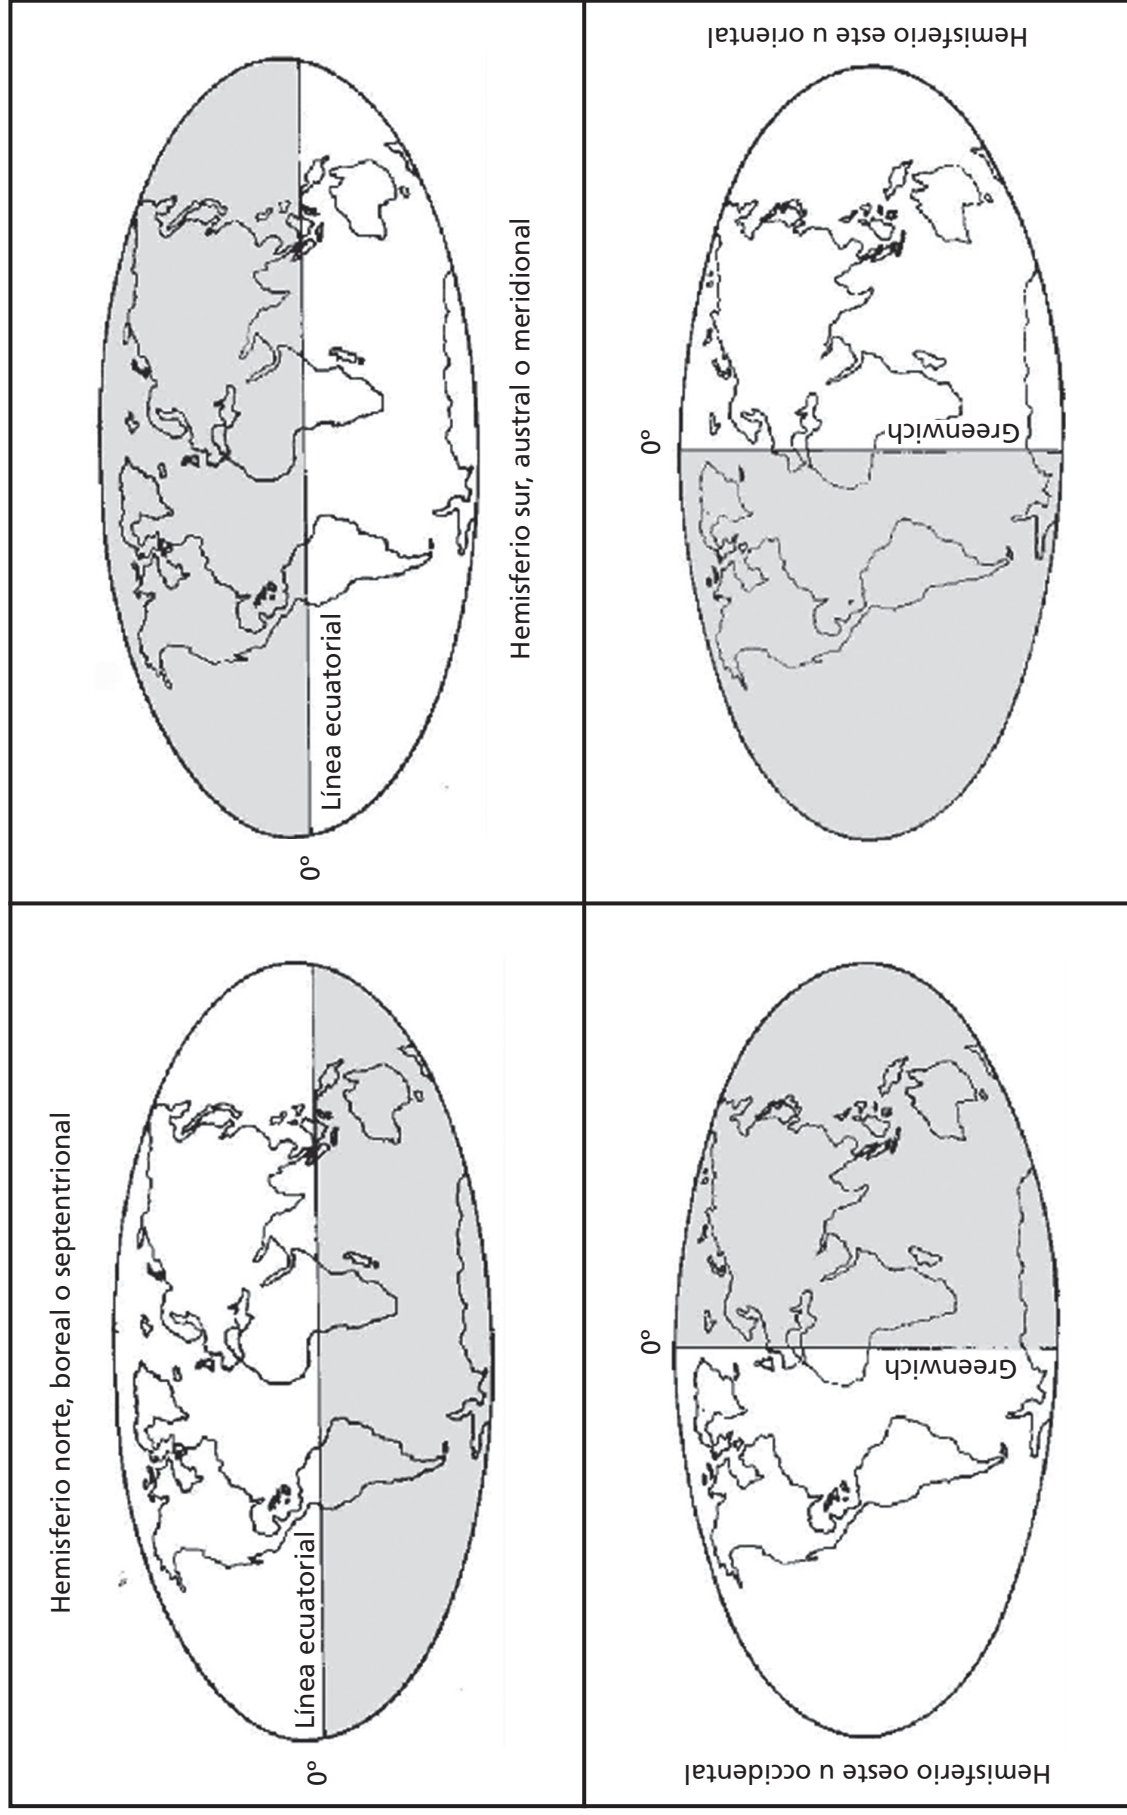 Hemisferio norte, boreal o septentrional
Línea ecuatorial
0°
Línea ecuatorial
0°
Hemisferio sur, austral o meridional
0°
Greenwich
Hemisferio oeste u occidental
0°
Greenwich
Hemisferio este u oriental